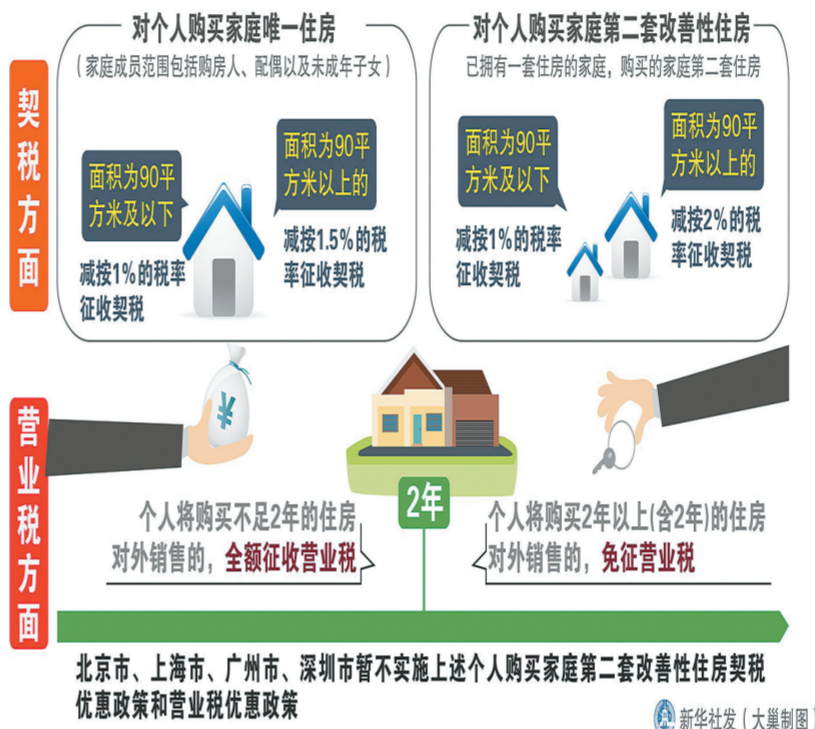 契税方面
对个人购买家庭唯一住房
（家庭成员范围包括购房人、配偶以及未成年子女）
面积为90平
方米及以下
减按1%的税率
征收契税
面积为90平
方米以上的
减按1.5%的税
率征收契税
对个人购买家庭第二套改善性住房
已拥有一套住房的家庭，购买的家庭第二套住房
面积为90平
方米及以下
减按1%的税率
征收契税
面积为90平
方米以上的
减按2%的税
率征收契税
营业税方面
¥
2年
个人将购买不足2年的住房
对外销售的，全额征收营业税
个人将购买2年以上(含2年)的住房
对外销售的，免征营业税
北京市、上海市、广州市、深圳市暂不实施上述个人购买家庭第二套改善性住房契税
优惠政策和营业税优惠政策
新华社发（大巢制图）